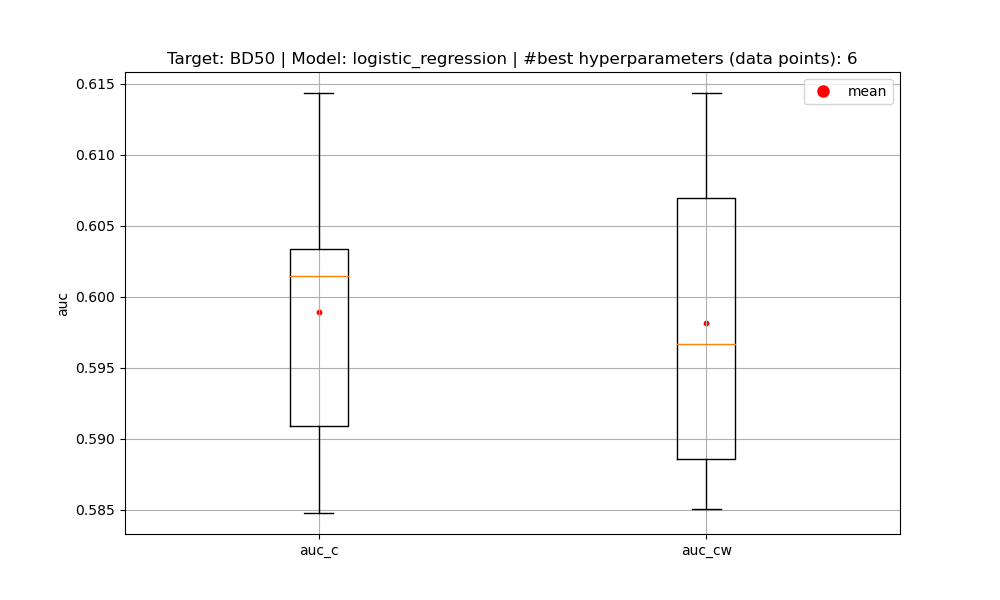 Target: BD50 | Model: logistic_regression | #best hyperparameters (data points): 6
mean
0.615
0.610
0.605
0.600
0.595
0.590
0.585
auc
auc_c
auc_cw